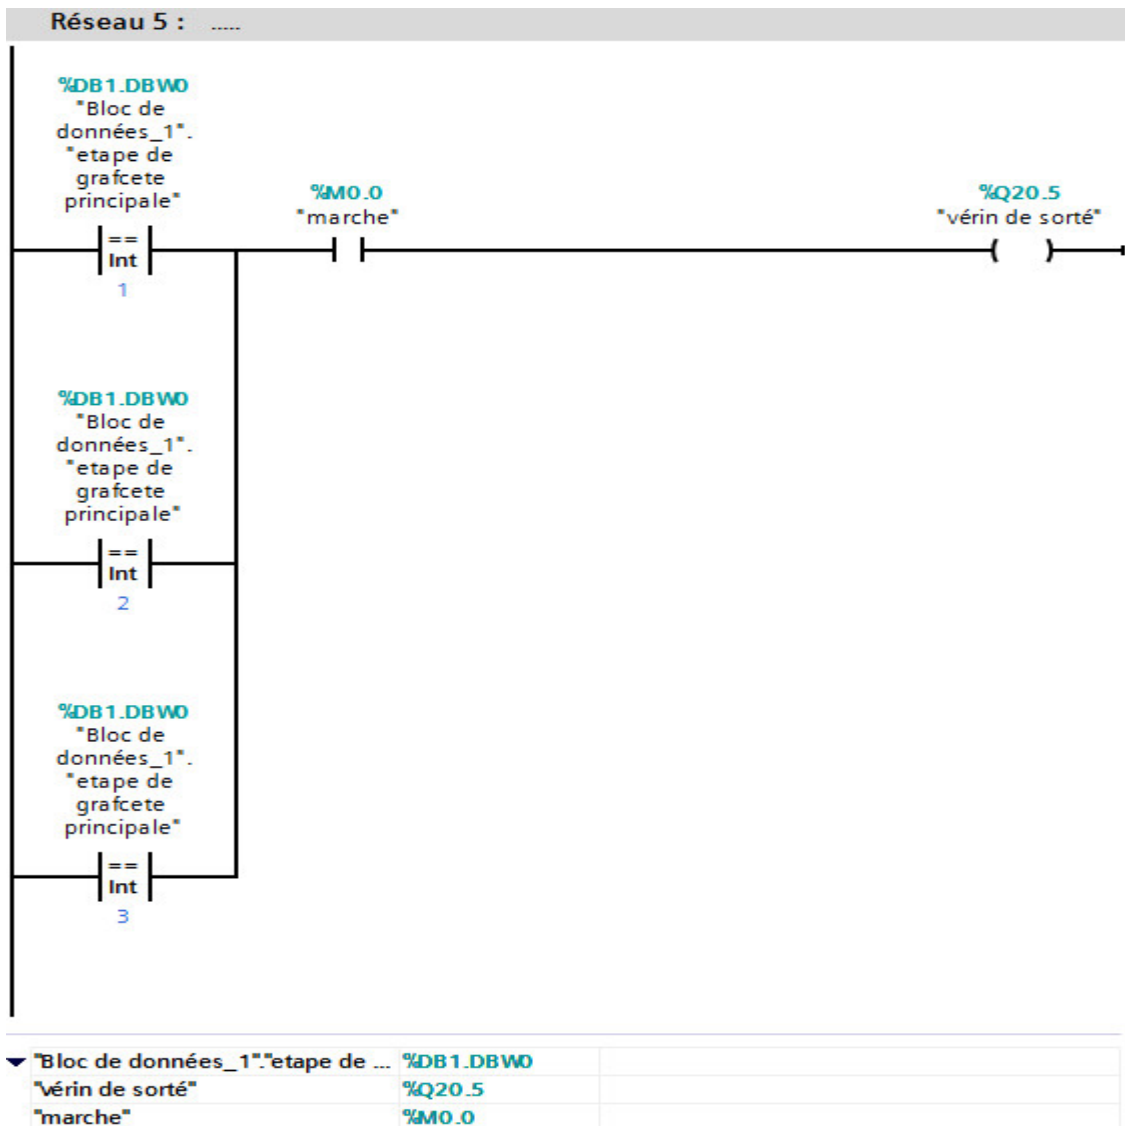 Réseau 5 : .....
%DB1.DBW0
"Bloc de
données_1".
"etape de
grafcete
principale"
==
Int
1
%M0.0
"marche"
%Q20.5
"vérin de sorté"
%DB1.DBW0
"Bloc de
données_1".
"etape de
grafcete
principale"
==
Int
2
%DB1.DBW0
"Bloc de
données_1".
"etape de
grafcete
principale"
==
Int
3
"Bloc de données_1"."etape de ... %DB1.DBW0
"vérin de sorté" %Q20.5
"marche" %M0.0